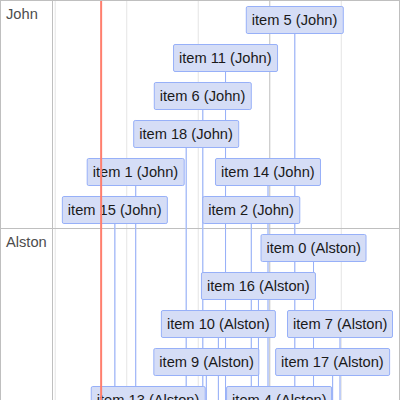 John
item 5 (John)
item 11 (John)
item 6 (John)
item 18 (John)
item 1 (John)
item 14 (John)
item 15 (John)
item 2 (John)
Alston
item 0 (Alston)
item 16 (Alston)
item 10 (Alston)
item 7 (Alston)
item 9 (Alston)
item 17 (Alston)
item 13 (Alston)
item 4 (Alston)